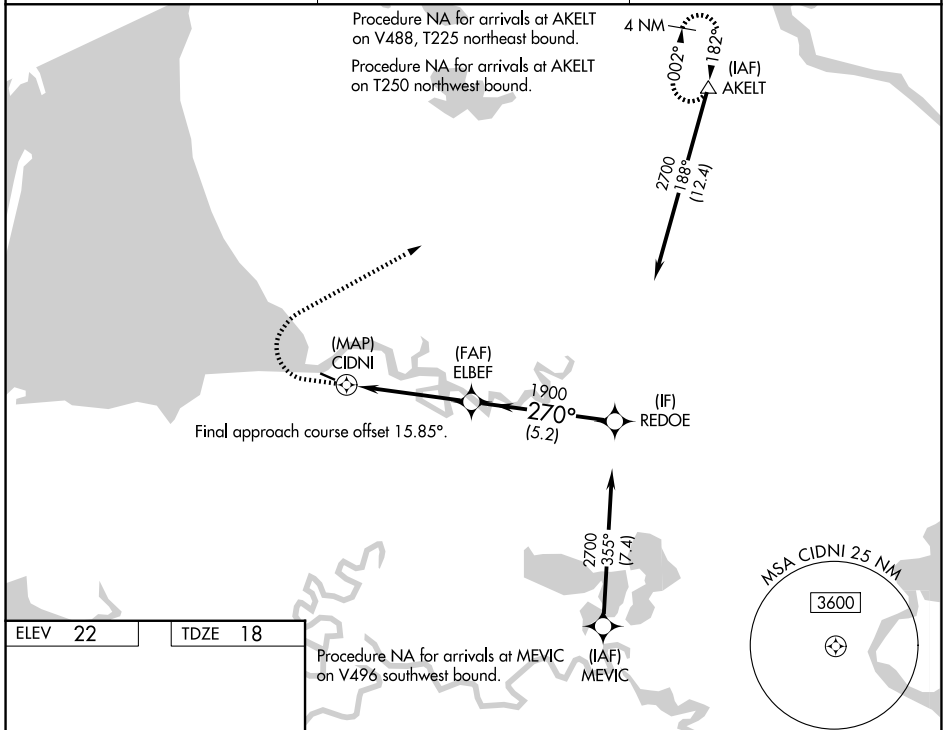 Procedure NA for arrivals at AKELT
on V488, T225 northeast bound.
Procedure NA for arrivals at AKELT
on T250 northwest bound.
4 NM
002°
182°
(IAF)
AKELT
2700
188°
(12.4)
(MAP)
CIDNI
(FAF)
ELBEF
1900
270°
(5.2)
(IF)
REDOE
Final approach course offset 15.85°.
2700
355°
(7.4)
(IAF)
MEVIC
Procedure NA for arrivals at MEVIC
on V496 southwest bound.
MSA CIDNI 25 NM
3600
ELEV 22
TDZE 18